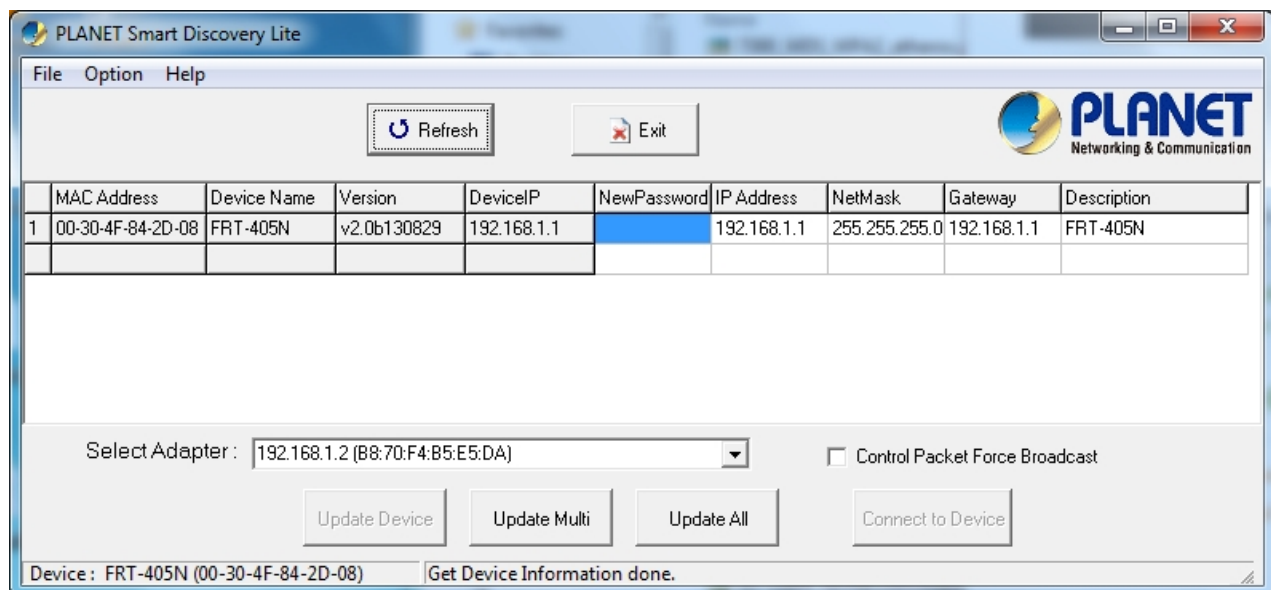 PLANET Smart Discovery Lite
File Option Help
Refresh Exit
PLANET
Networking & Communication
MAC Address Device Name Version DeviceIP NewPassword IP Address NetMask Gateway Description
1 00-30-4F-84-2D-08 FRT-405N v2.0b130829 192.168.1.1 192.168.1.1 255.255.255.0 192.168.1.1 FRT-405N
Select Adapter : 192.168.1.2 (B8:70:F4:B5:E5:DA) Control Packet Force Broadcast
Update Device Update Multi Update All Connect to Device
Device : FRT-405N (00-30-4F-84-2D-08) Get Device Information done.